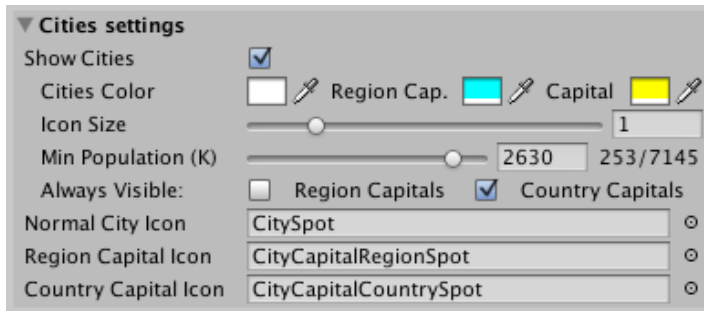 Cities settings
Show Cities
Cities Color Region Cap. Capital
Icon Size 1
Min Population (K) 2630 253/7145
Always Visible: Region Capitals Country Capitals
Normal City Icon CitySpot
Region Capital Icon CityCapitalRegionSpot
Country Capital Icon CityCapitalCountrySpot